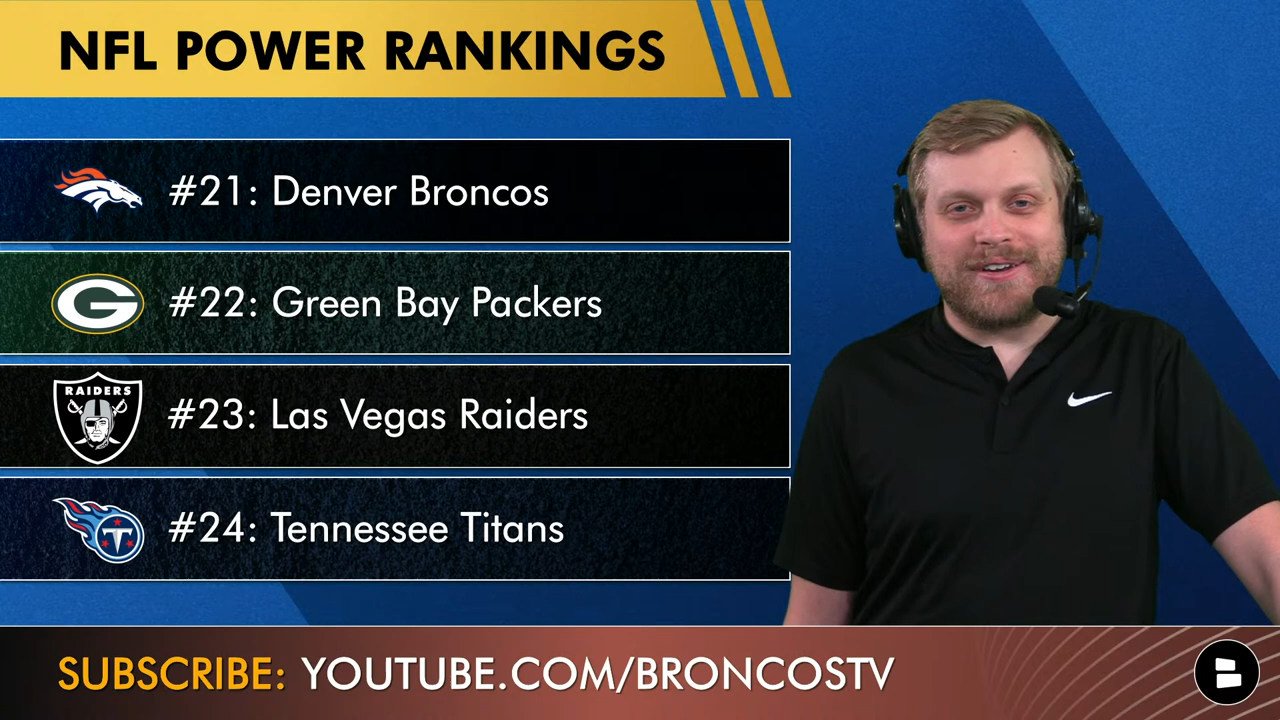 NFL POWER RANKINGS
#21: Denver Broncos
#22: Green Bay Packers
RAIDERS
#23: Las Vegas Raiders
#24: Tennessee Titans
SUBSCRIBE: YOUTUBE.COM/BRONCOSTV